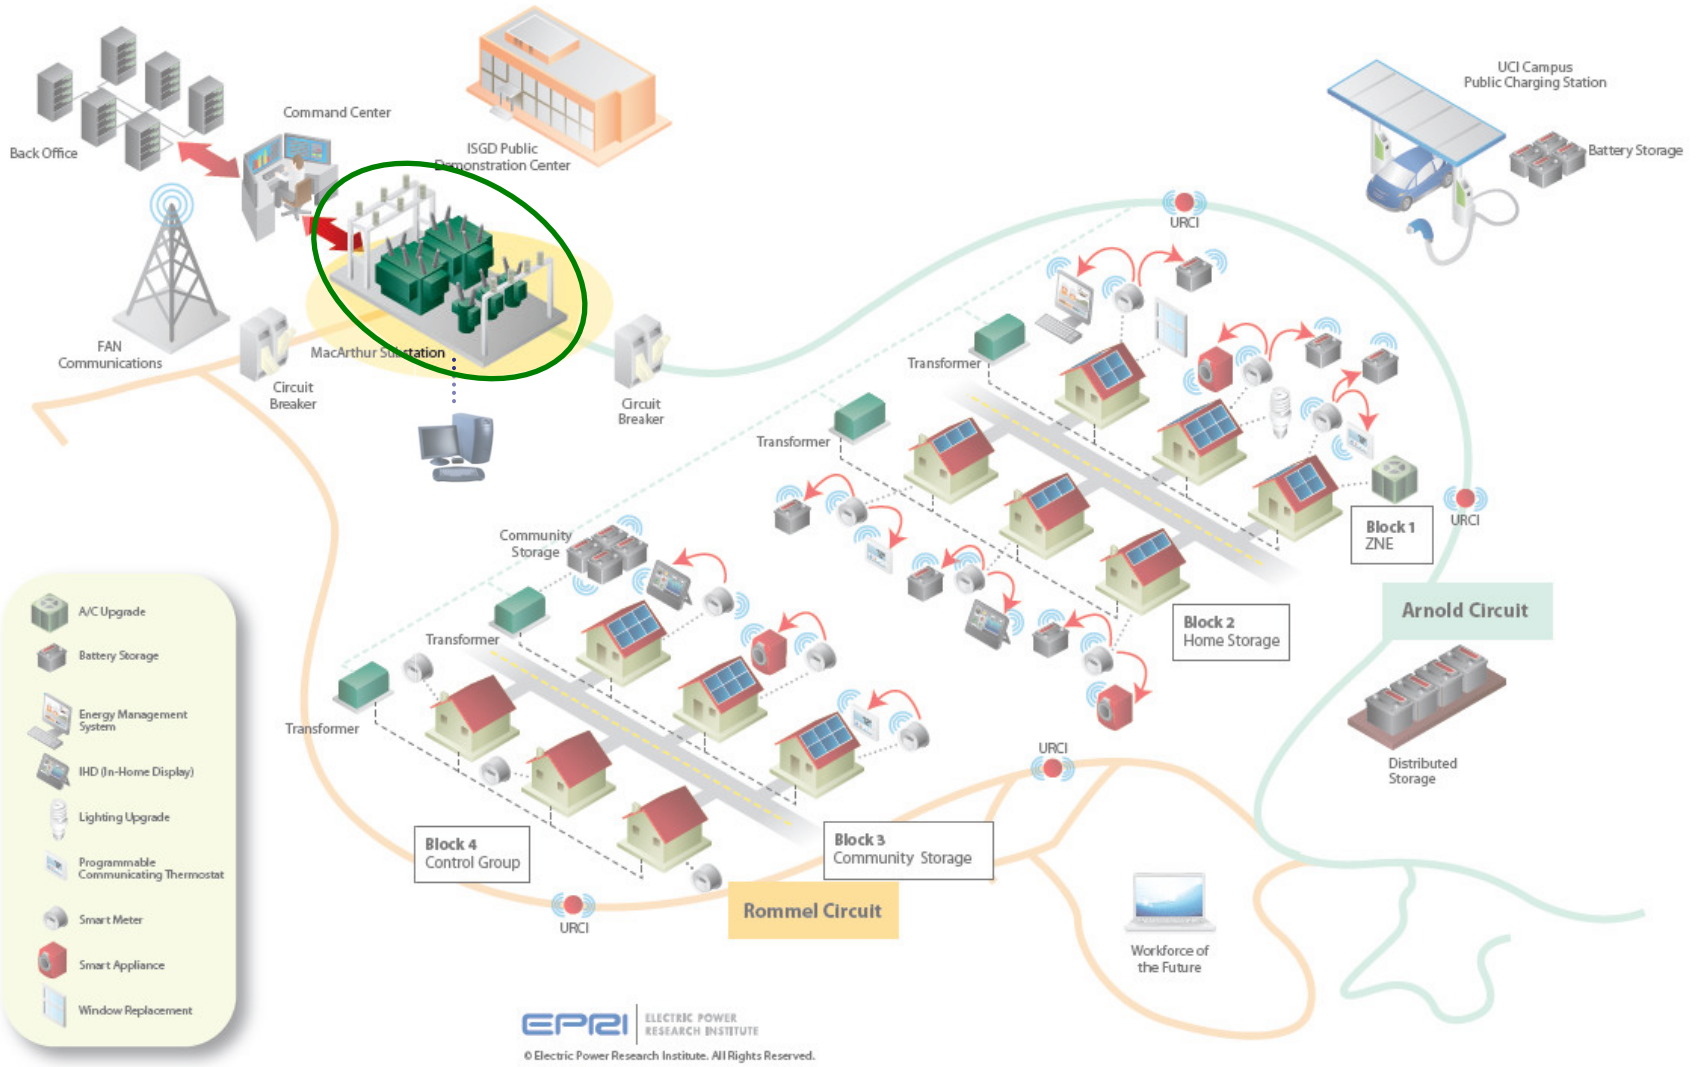 Back Office
Command Center
ISGD Public
Demonstration Center
UCI Campus
Public Charging Station
Battery Storage
FAN
Communications
MacArthur Substation
Circuit
Breaker
Circuit
Breaker
URCI
Transformer
Transformer
Block 1
ZNE
URCI
Community
Storage
Arnold Circuit
Block 2
Home Storage
Transformer
Transformer
A/C Upgrade
Battery Storage
Energy Management
System
IHD (In-Home Display)
Lighting Upgrade
Programmable
Communicating Thermostat
Smart Meter
Smart Appliance
Window Replacement
URCI
Distributed
Storage
Block 4
Control Group
Block 3
Community Storage
Rommel Circuit
URCI
Workforce of
the Future
EPRI
ELECTRIC POWER
RESEARCH INSTITUTE
© Electric Power Research Institute. All Rights Reserved.